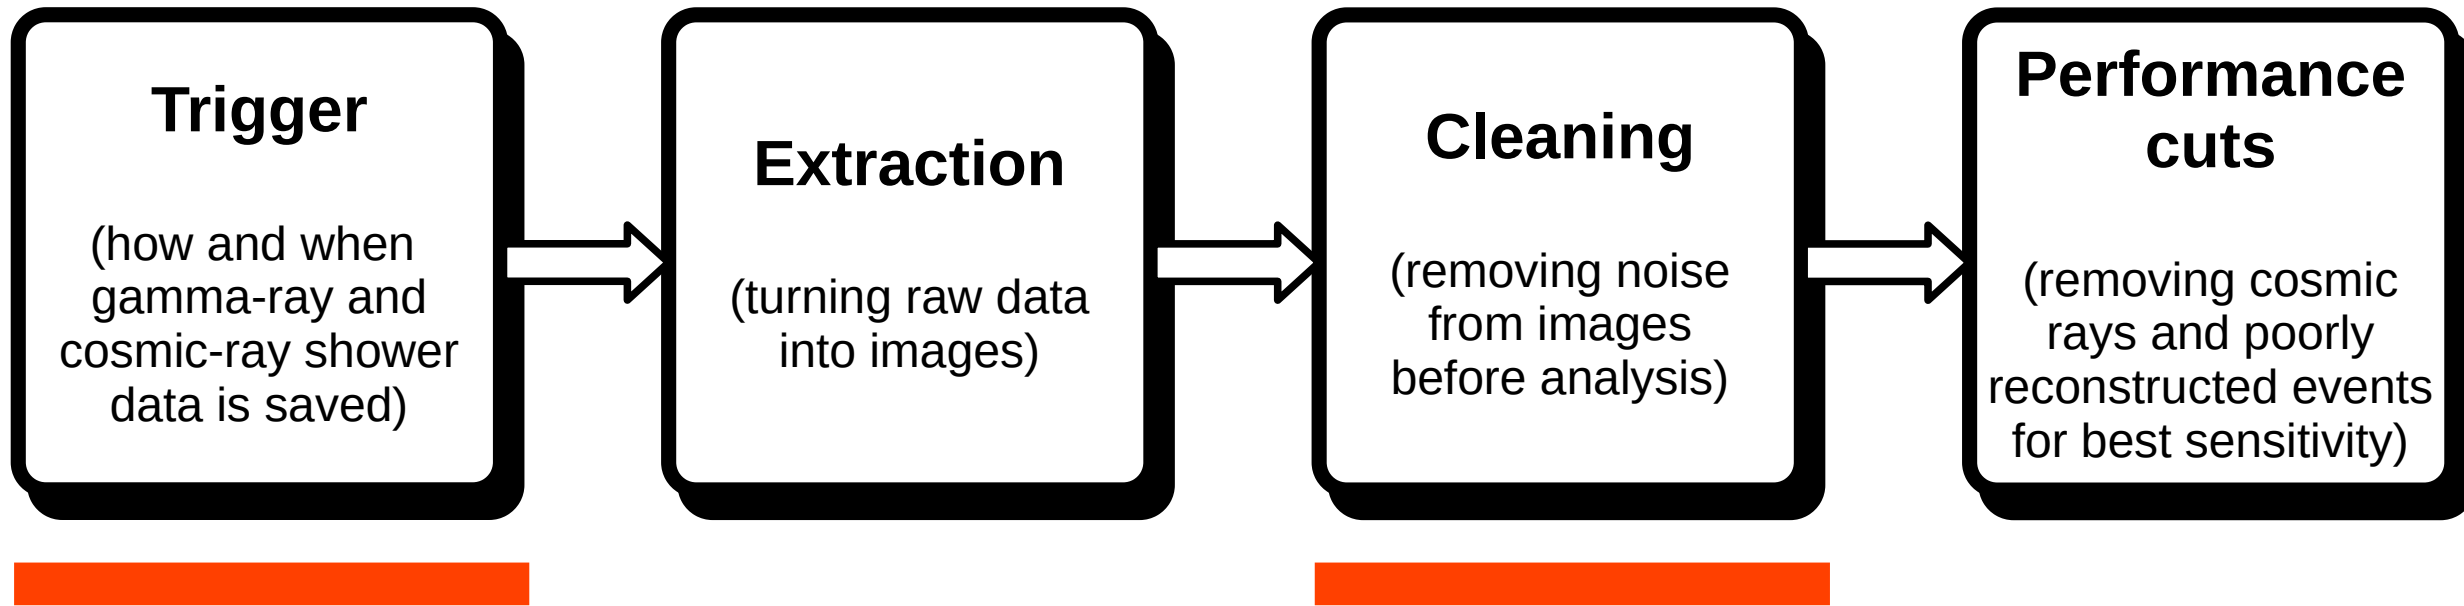 Trigger
(how and when
gamma-ray and
cosmic-ray shower
data is saved)
Extraction
(turning raw data
into images)
Cleaning
(removing noise
from images
before analysis)
Performance
cuts
(removing cosmic
rays and poorly
reconstructed events
for best sensitivity)